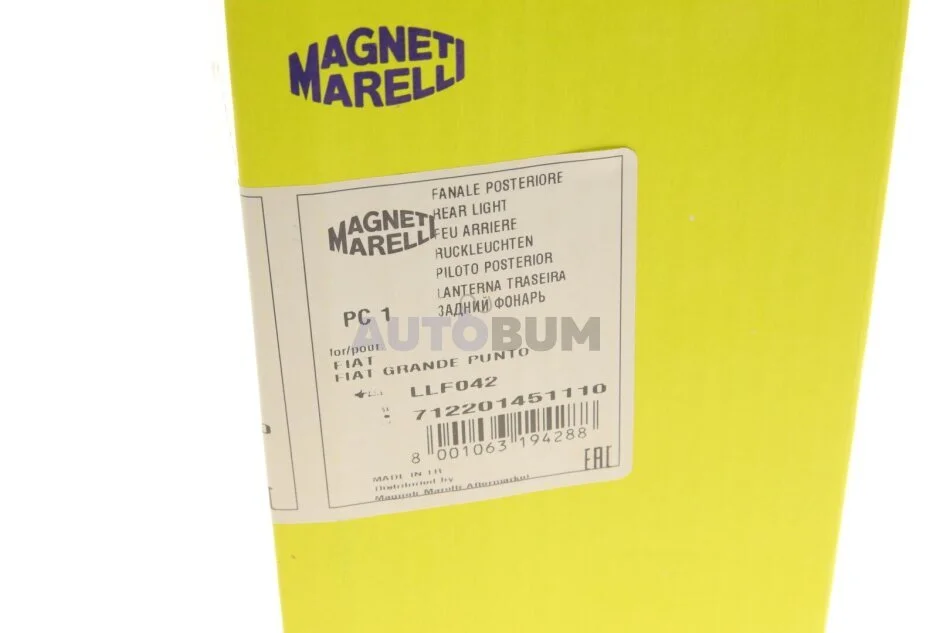 MAGNETI
MARELLI
FANALE POSTERIORE
REAR LIGHT
FEU ARRIERE
RUCKLEUCHTEN
PILOTO POSTERIOR
LANTERNA TRASEIRA
ЗАДНИЙ ФОНАРЬ
MAGNETI
MARELLI
PC 1
AUTOBUM
for/pour
FIAT
FIAT GRANDE PUNTO
LLF042
712201451110
8 001063 194288
EAC
MADE IN
Distributed by
Magneti Marelli Aftermarket